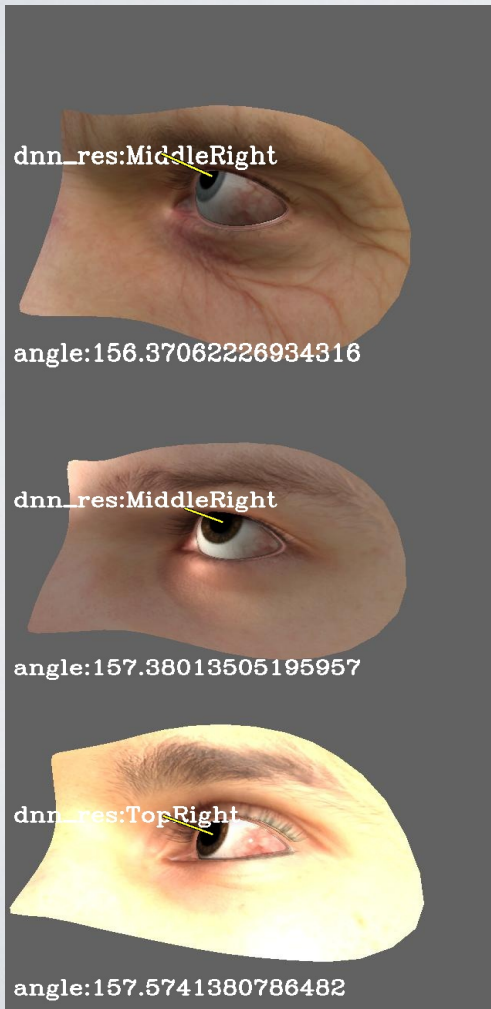 dnn_res:MiddleRight
angle:156.37062226934316
dnn_res:MiddleRight
angle:157.38013505195957
dnn_res:TopRight
angle:157.5741380786482